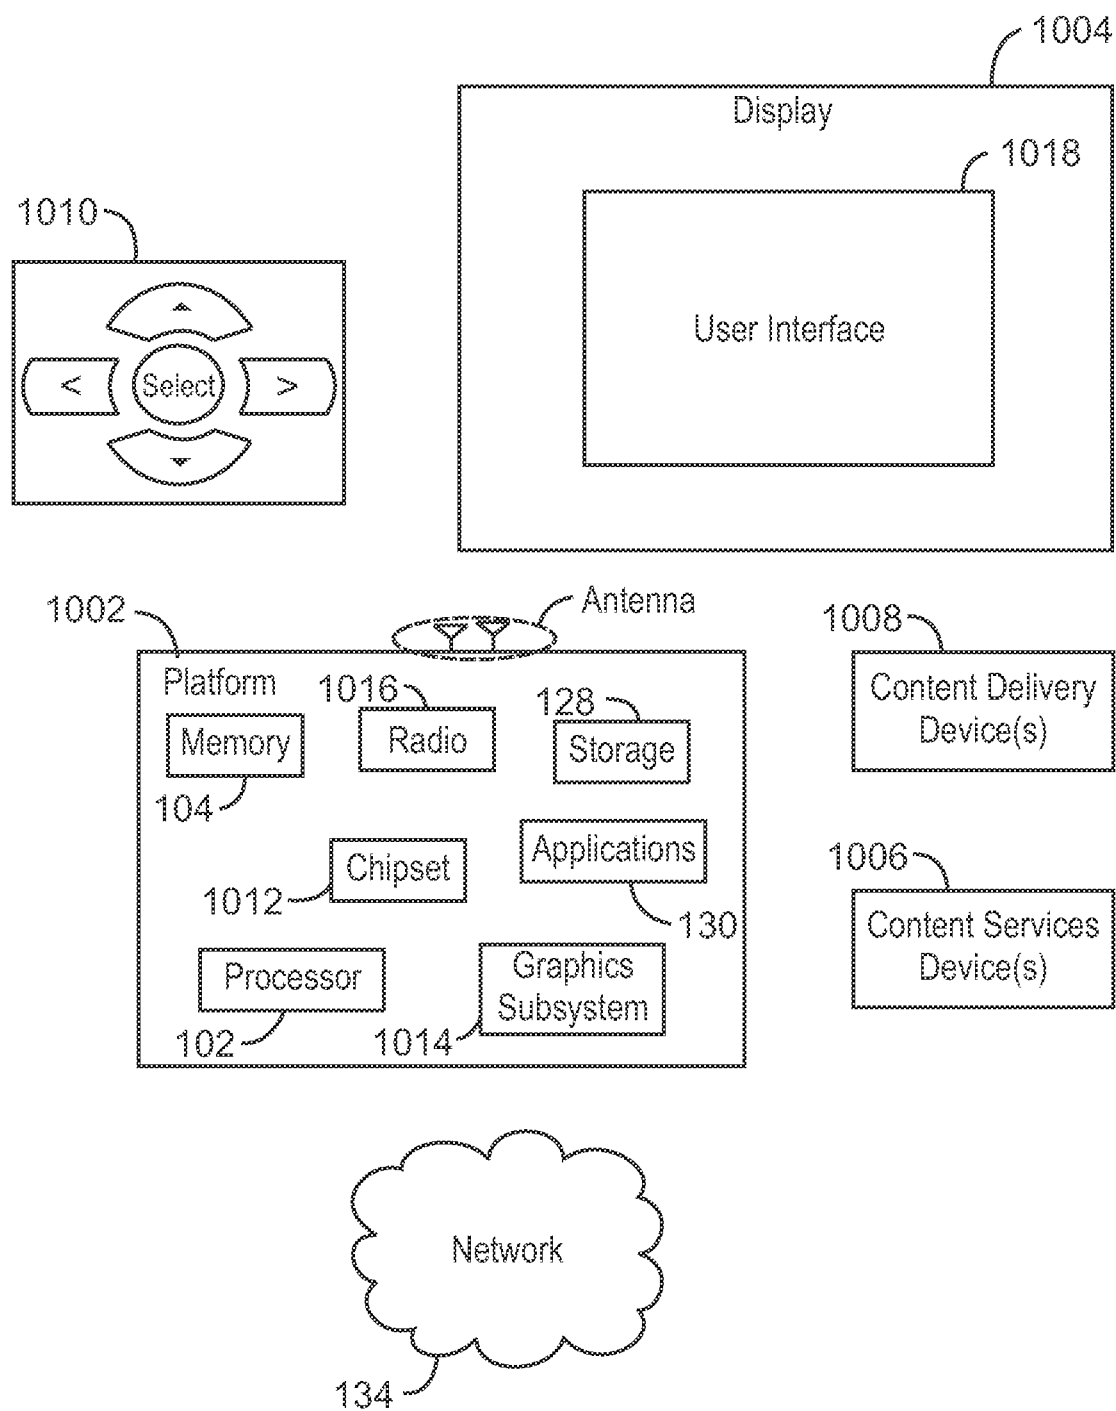 1004
Display
1018
User Interface
1010
<
Select
>
1002
Antenna
Platform
1016
Radio
128
Storage
Memory
104
Chipset
1012
Applications
130
Processor
102
Graphics
Subsystem
1014
1008
Content Delivery
Device(s)
1006
Content Services
Device(s)
Network
134